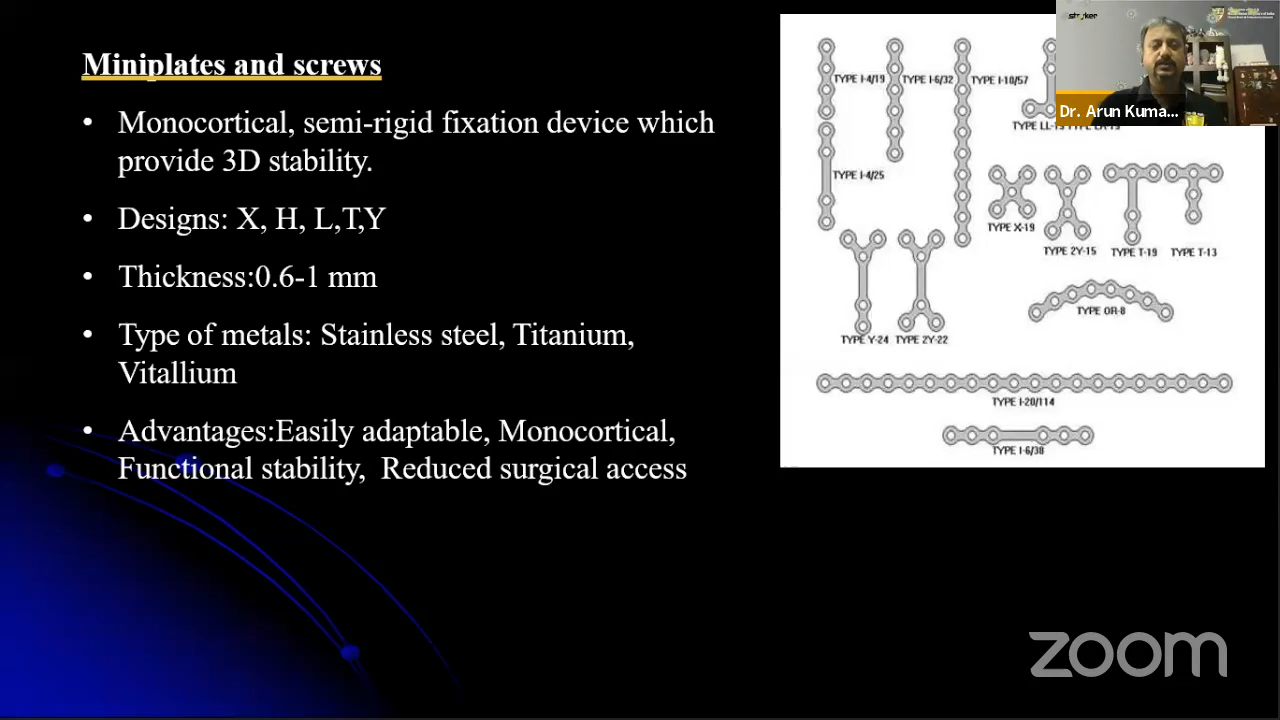 Miniplates and screws
• Monocortical, semi-rigid fixation device which
provide 3D stability.
• Designs: X, H, L,T,Y
• Thickness:0.6-1 mm
• Type of metals: Stainless steel, Titanium,
Vitallium
• Advantages:Easily adaptable, Monocortical,
Functional stability, Reduced surgical access
TYPE I-4/19
TYPE I-6/32
TYPE I-10/57
TYPE I-4/25
TYPE X-19
TYPE 2Y-15
TYPE T-19
TYPE T-13
TYPE Y-24
TYPE 2Y-22
TYPE OR-8
TYPE I-20/114
TYPE I-6/38
stryker
Dr. Arun Kuma...
zoom